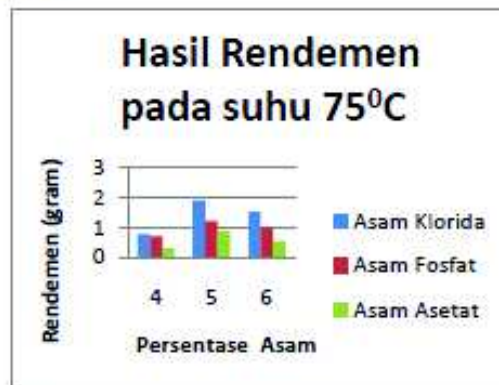 Hasil Rendemen
pada suhu 75⁰C
Rendemen (gram)
3
2
1
0
4 5 6
Persentase Asam
Asam Klorida
Asam Fosfat
Asam Asetat